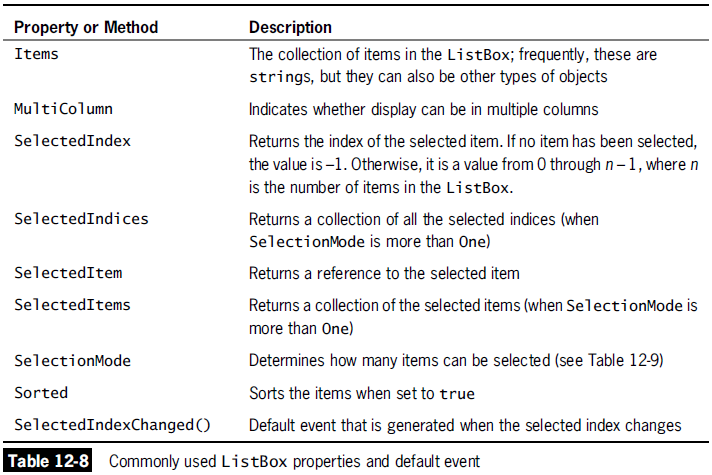 Property or Method Description
Items The collection of items in the ListBox; frequently, these are
strings, but they can also be other types of objects
MultiColumn Indicates whether display can be in multiple columns
SelectedIndex Returns the index of the selected item. If no item has been selected,
the value is –1. Otherwise, it is a value from 0 through n – 1, where n
is the number of items in the ListBox.
SelectedIndices Returns a collection of all the selected indices (when
SelectionMode is more than One)
SelectedItem Returns a reference to the selected item
SelectedItems Returns a collection of the selected items (when SelectionMode is
more than One)
SelectionMode Determines how many items can be selected (see Table 12-9)
Sorted Sorts the items when set to true
SelectedIndexChanged() Default event that is generated when the selected index changes
Table 12-8 Commonly used ListBox properties and default event